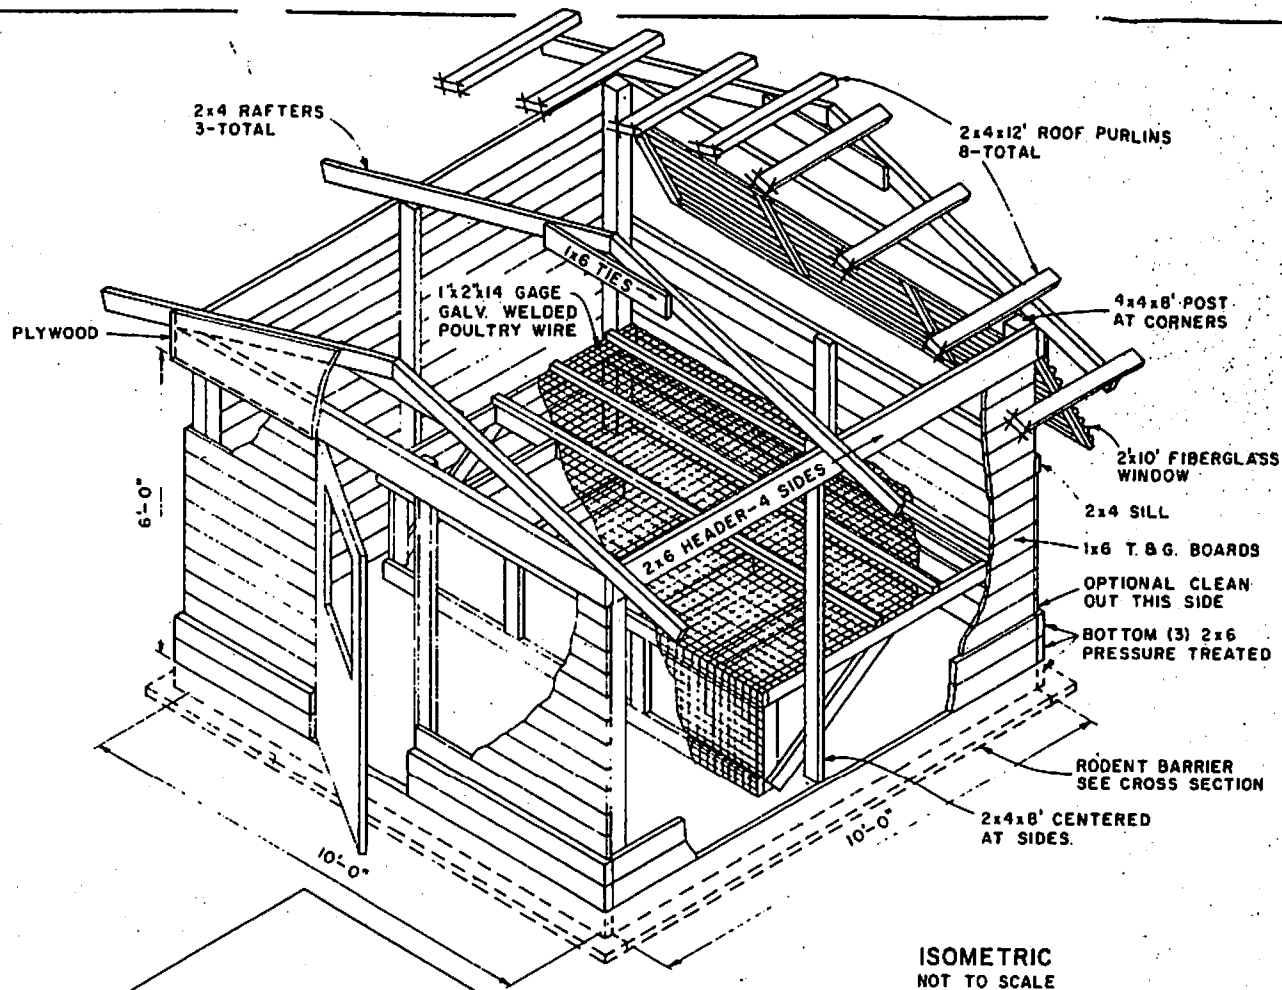 2x4 RAFTERS
3-TOTAL
2x4x12' ROOF PURLINS
8-TOTAL
1x6 TIES
1"x2"x14 GAGE
GALV. WELDED
POULTRY WIRE
4x4x8' POST
AT CORNERS
PLYWOOD
6'-0"
2'x10' FIBERGLASS
WINDOW
2x6 HEADER-4 SIDES
2x4 SILL
1x6 T. & G. BOARDS
OPTIONAL CLEAN
OUT THIS SIDE
BOTTOM (3) 2x6
PRESSURE TREATED
RODENT BARRIER
SEE CROSS SECTION
2x4x8' CENTERED
AT SIDES.
10'-0"
10'-0"
ISOMETRIC
NOT TO SCALE